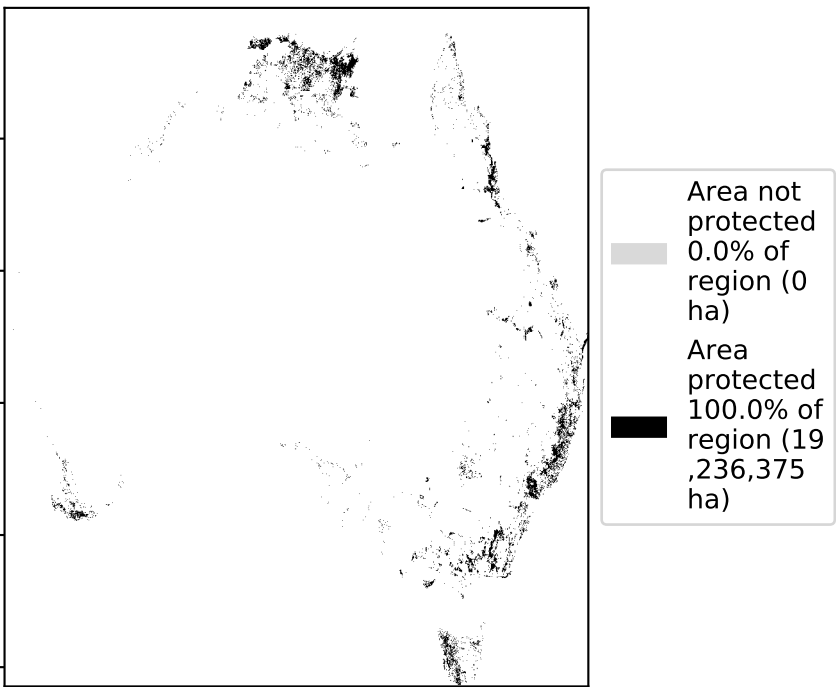 Area not
protected
0.0% of
region (0
ha)
Area
protected
100.0% of
region (19
,236,375
ha)